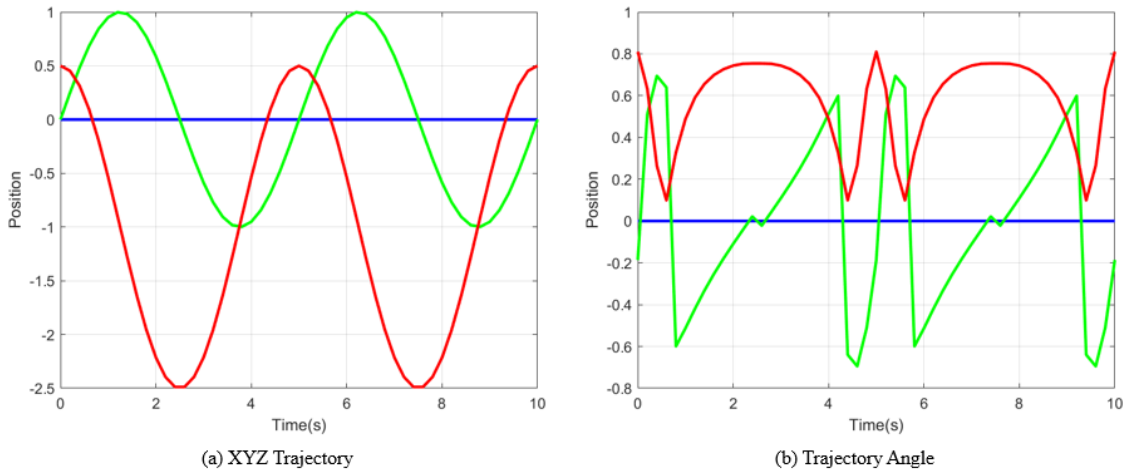 1
0.5
0
-0.5
-1
-1.5
-2
-2.5
Position
0 2 4 6 8 10
Time(s)
(a) XYZ Trajectory
1
0.8
0.6
0.4
0.2
0
-0.2
-0.4
-0.6
-0.8
Position
0 2 4 6 8 10
Time(s)
(b) Trajectory Angle